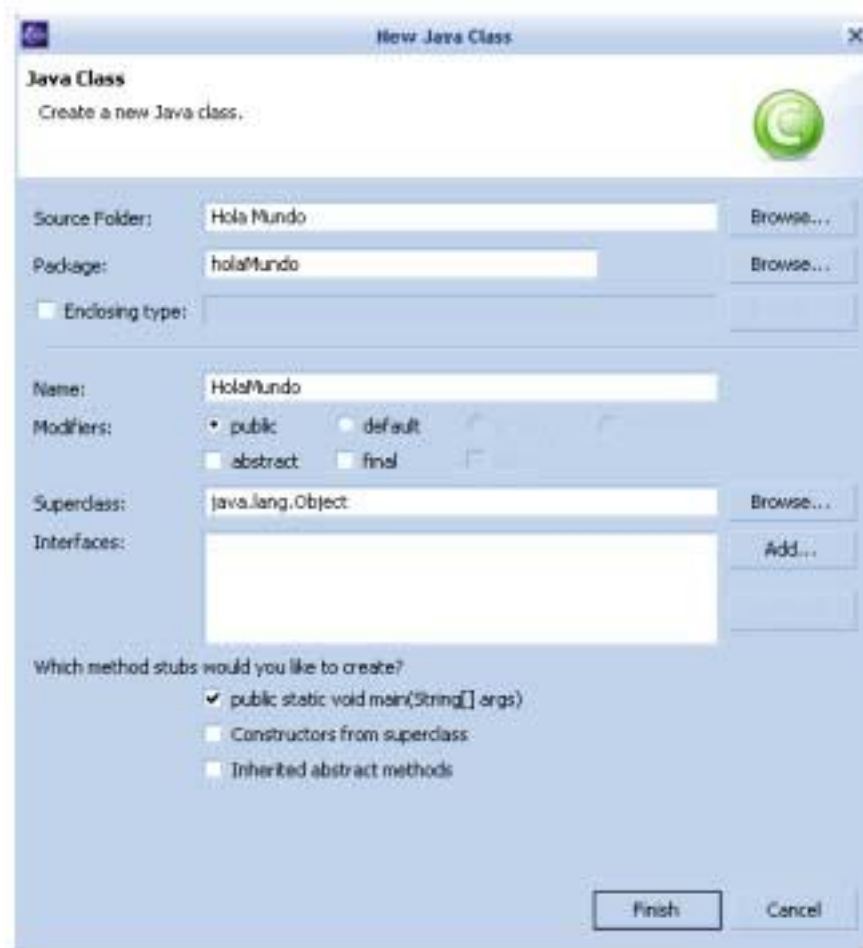 New Java Class
Java Class
Create a new Java class.
Source Folder: Hola Mundo Browse...
Package: holaMundo Browse...
Enclosing type:
Name: HolaMundo
Modifiers: public default
abstract final
Superclass: java.lang.Object Browse...
Interfaces: Add...
Which method stubs would you like to create?
public static void main(String[] args)
Constructors from superclass
Inherited abstract methods
Finish Cancel